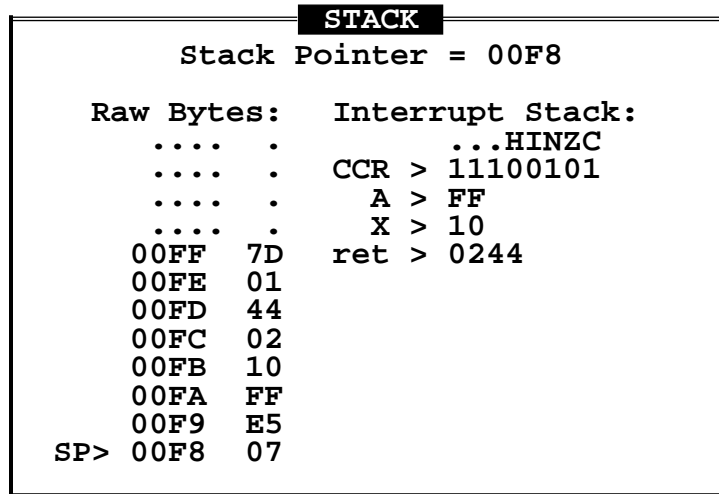 STACK
Stack Pointer = 00F8
Raw Bytes: Interrupt Stack:
.... . ...HINZC
.... . CCR > 11100101
.... . A > FF
.... . X > 10
00FF 7D ret > 0244
00FE 01
00FD 44
00FC 02
00FB 10
00FA FF
00F9 E5
SP> 00F8 07